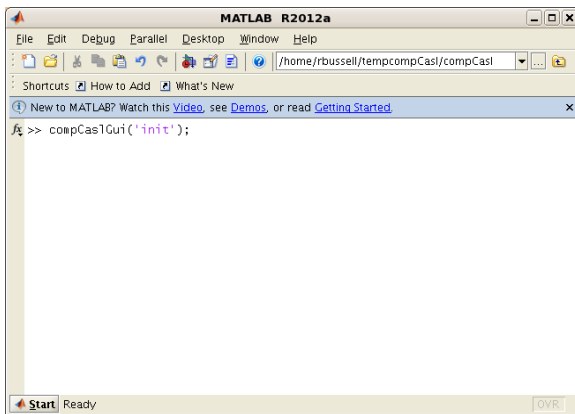 MATLAB R2012a
File Edit Debug Parallel Desktop Window Help
/home/rbussell/tempcompCasl/compCasl
Shortcuts How to Add What's New
New to MATLAB? Watch this Video, see Demos, or read Getting Started.
fx >> compCaslGui('init');
Start Ready
OVR